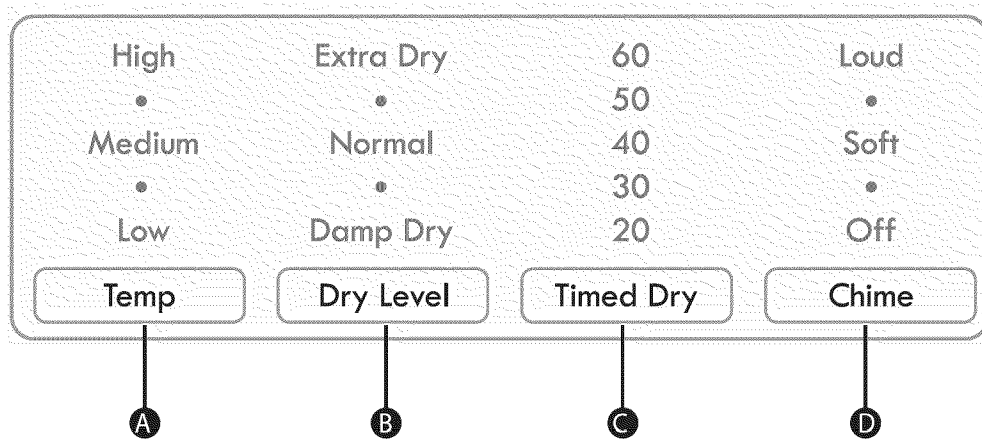 High Extra Dry 60 Loud
• • 50 •
Medium Normal 40 Soft
• • 30 •
Low Damp Dry 20 Off
Temp Dry Level Timed Dry Chime
A B C D